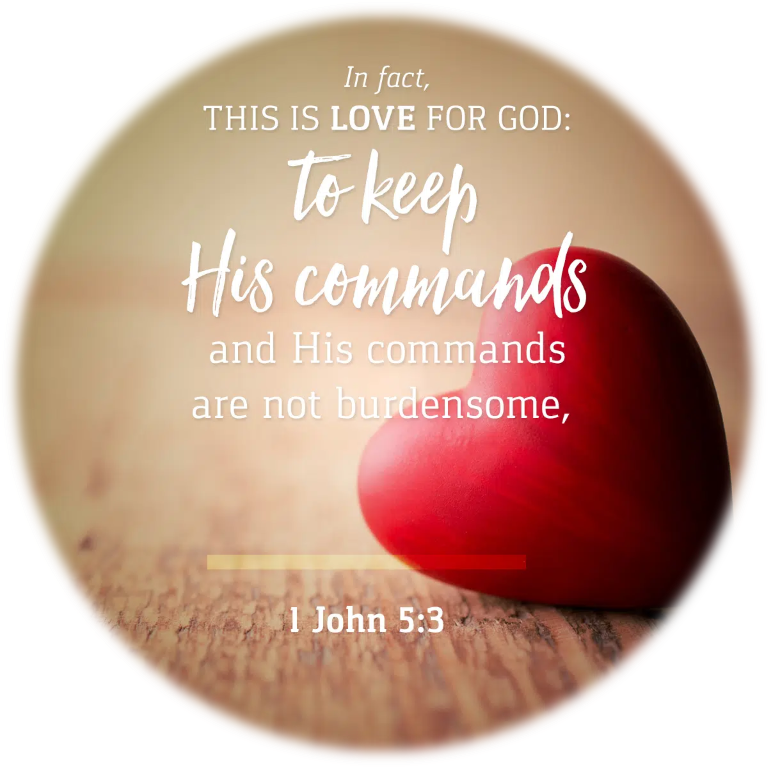 In fact,
THIS IS LOVE FOR GOD:
to keep
His commands
and His commands
are not burdensome,
1 John 5:3